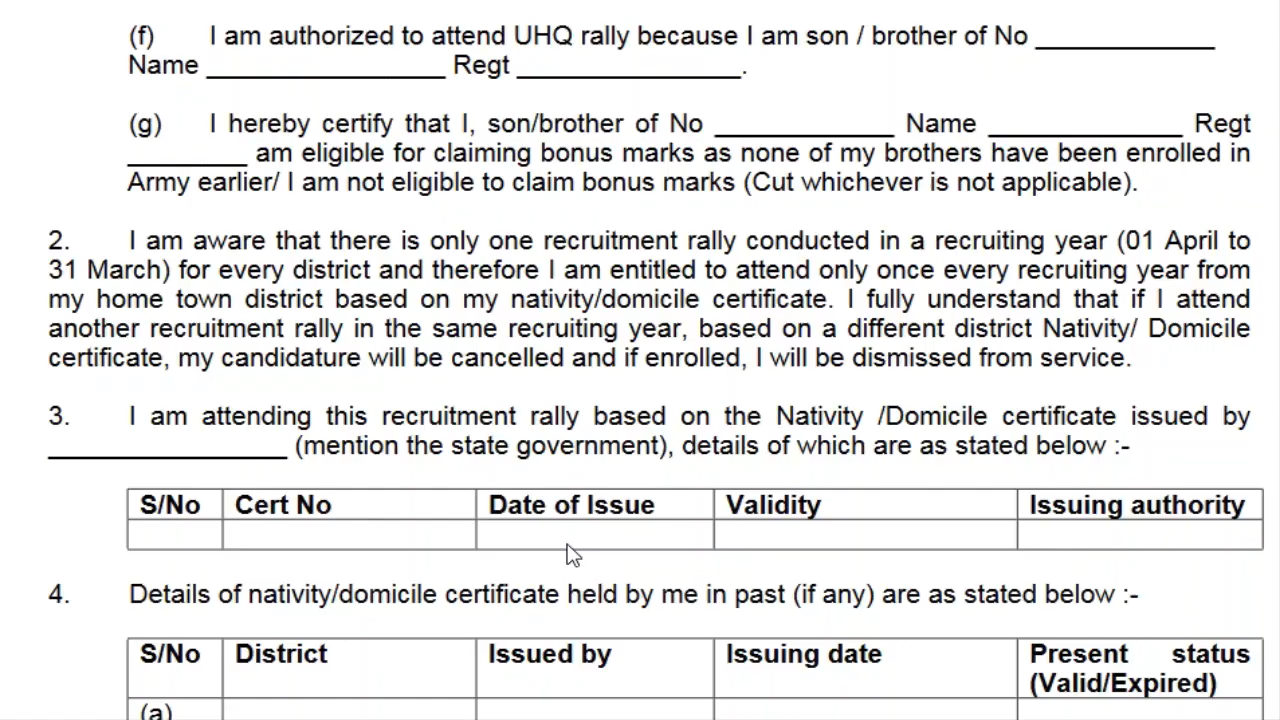 (f) I am authorized to attend UHQ rally because I am son / brother of No ____________
Name ________________ Regt _______________.
(g) I hereby certify that I, son/brother of No ____________ Name _____________ Regt
________ am eligible for claiming bonus marks as none of my brothers have been enrolled in
Army earlier/ I am not eligible to claim bonus marks (Cut whichever is not applicable).
2. I am aware that there is only one recruitment rally conducted in a recruiting year (01 April to
31 March) for every district and therefore I am entitled to attend only once every recruiting year from
my home town district based on my nativity/domicile certificate. I fully understand that if I attend
another recruitment rally in the same recruiting year, based on a different district Nativity/ Domicile
certificate, my candidature will be cancelled and if enrolled, I will be dismissed from service.
3. I am attending this recruitment rally based on the Nativity /Domicile certificate issued by
________________ (mention the state government), details of which are as stated below :-
S/No Cert No Date of Issue Validity Issuing authority
4. Details of nativity/domicile certificate held by me in past (if any) are as stated below :-
S/No District Issued by Issuing date Present status
(Valid/Expired)
(a)